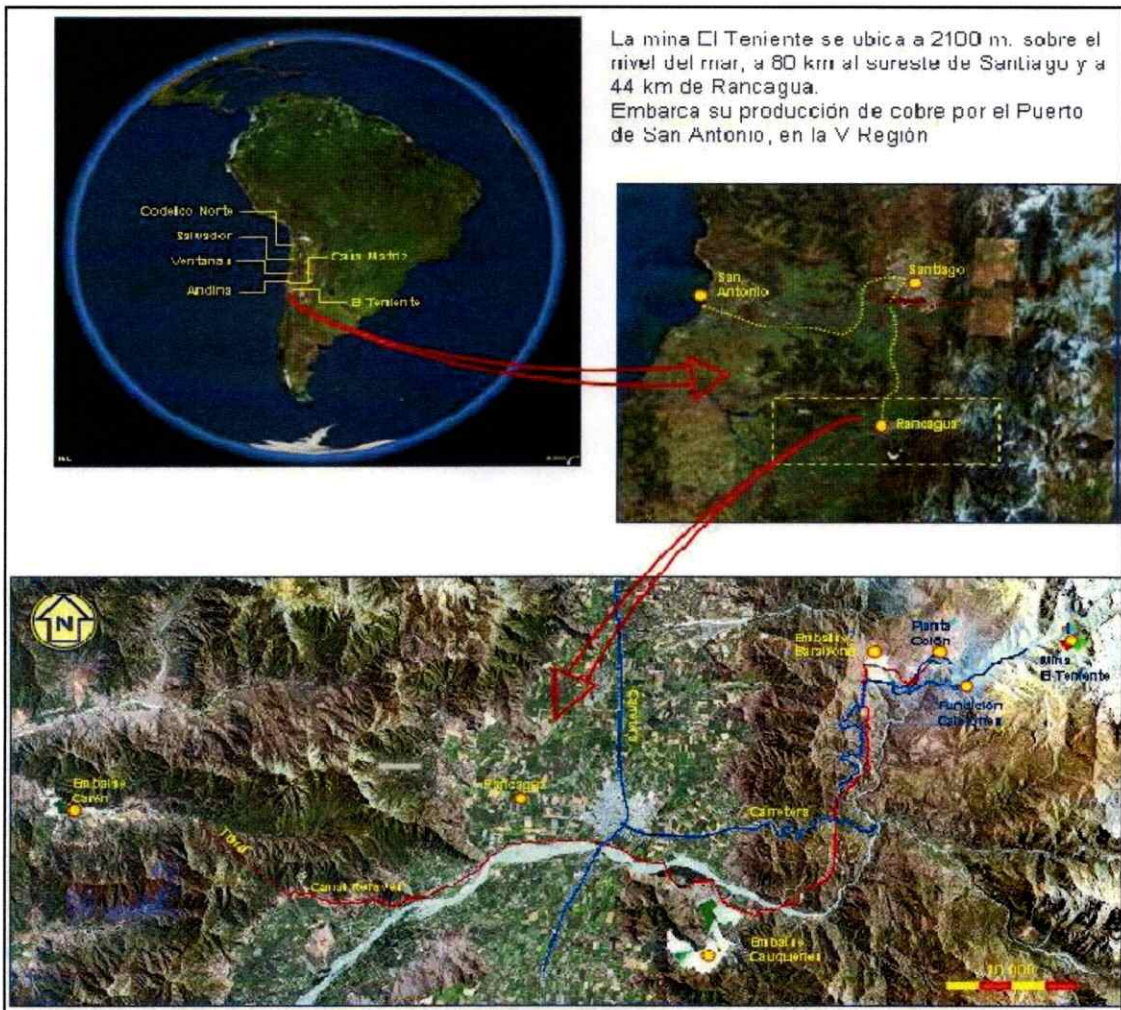 La mina El Teniente se ubica a 2100 m. sobre el
nivel del mar, a 80 km al sureste de Santiago y a
44 km de Rancagua.
Embarca su producción de cobre por el Puerto
de San Antonio, en la V Región
Codelco Norte
Salvador
Ventanas
Andina
Casa Matriz
El Teniente
San
Antonio
Santiago
Rancagua
N
Embalse
Barahona
Planta
Colón
Mina
El Teniente
Fundición
Caletones
Carretera
Embalse
Carén
Rancagua
Carretera
Canal Relaves
Embalse
Cauquenes
10 000